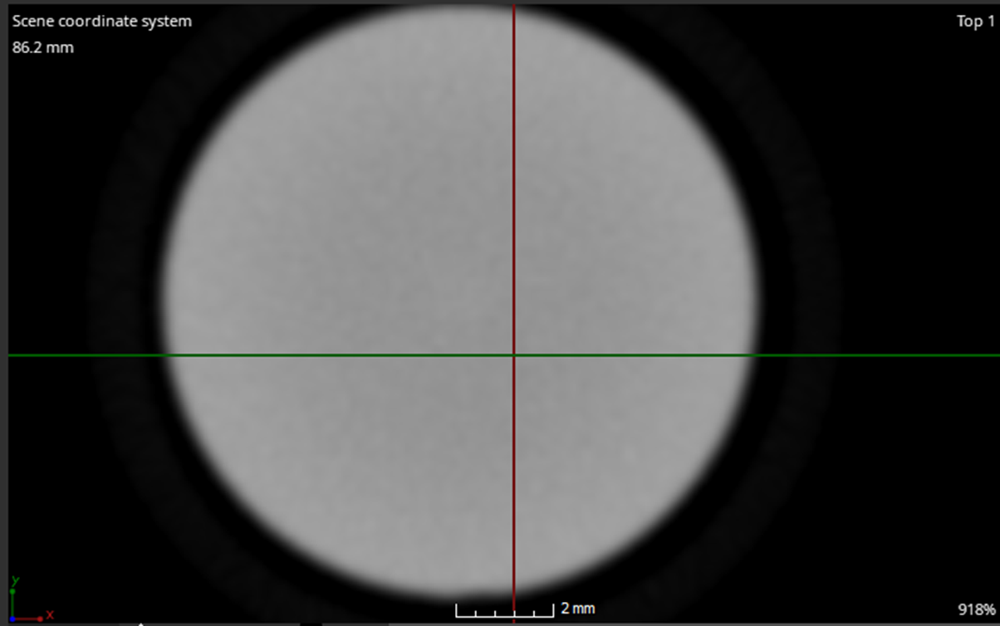 Scene coordinate system
86.2 mm
Top 1
y
x
2 mm
918%